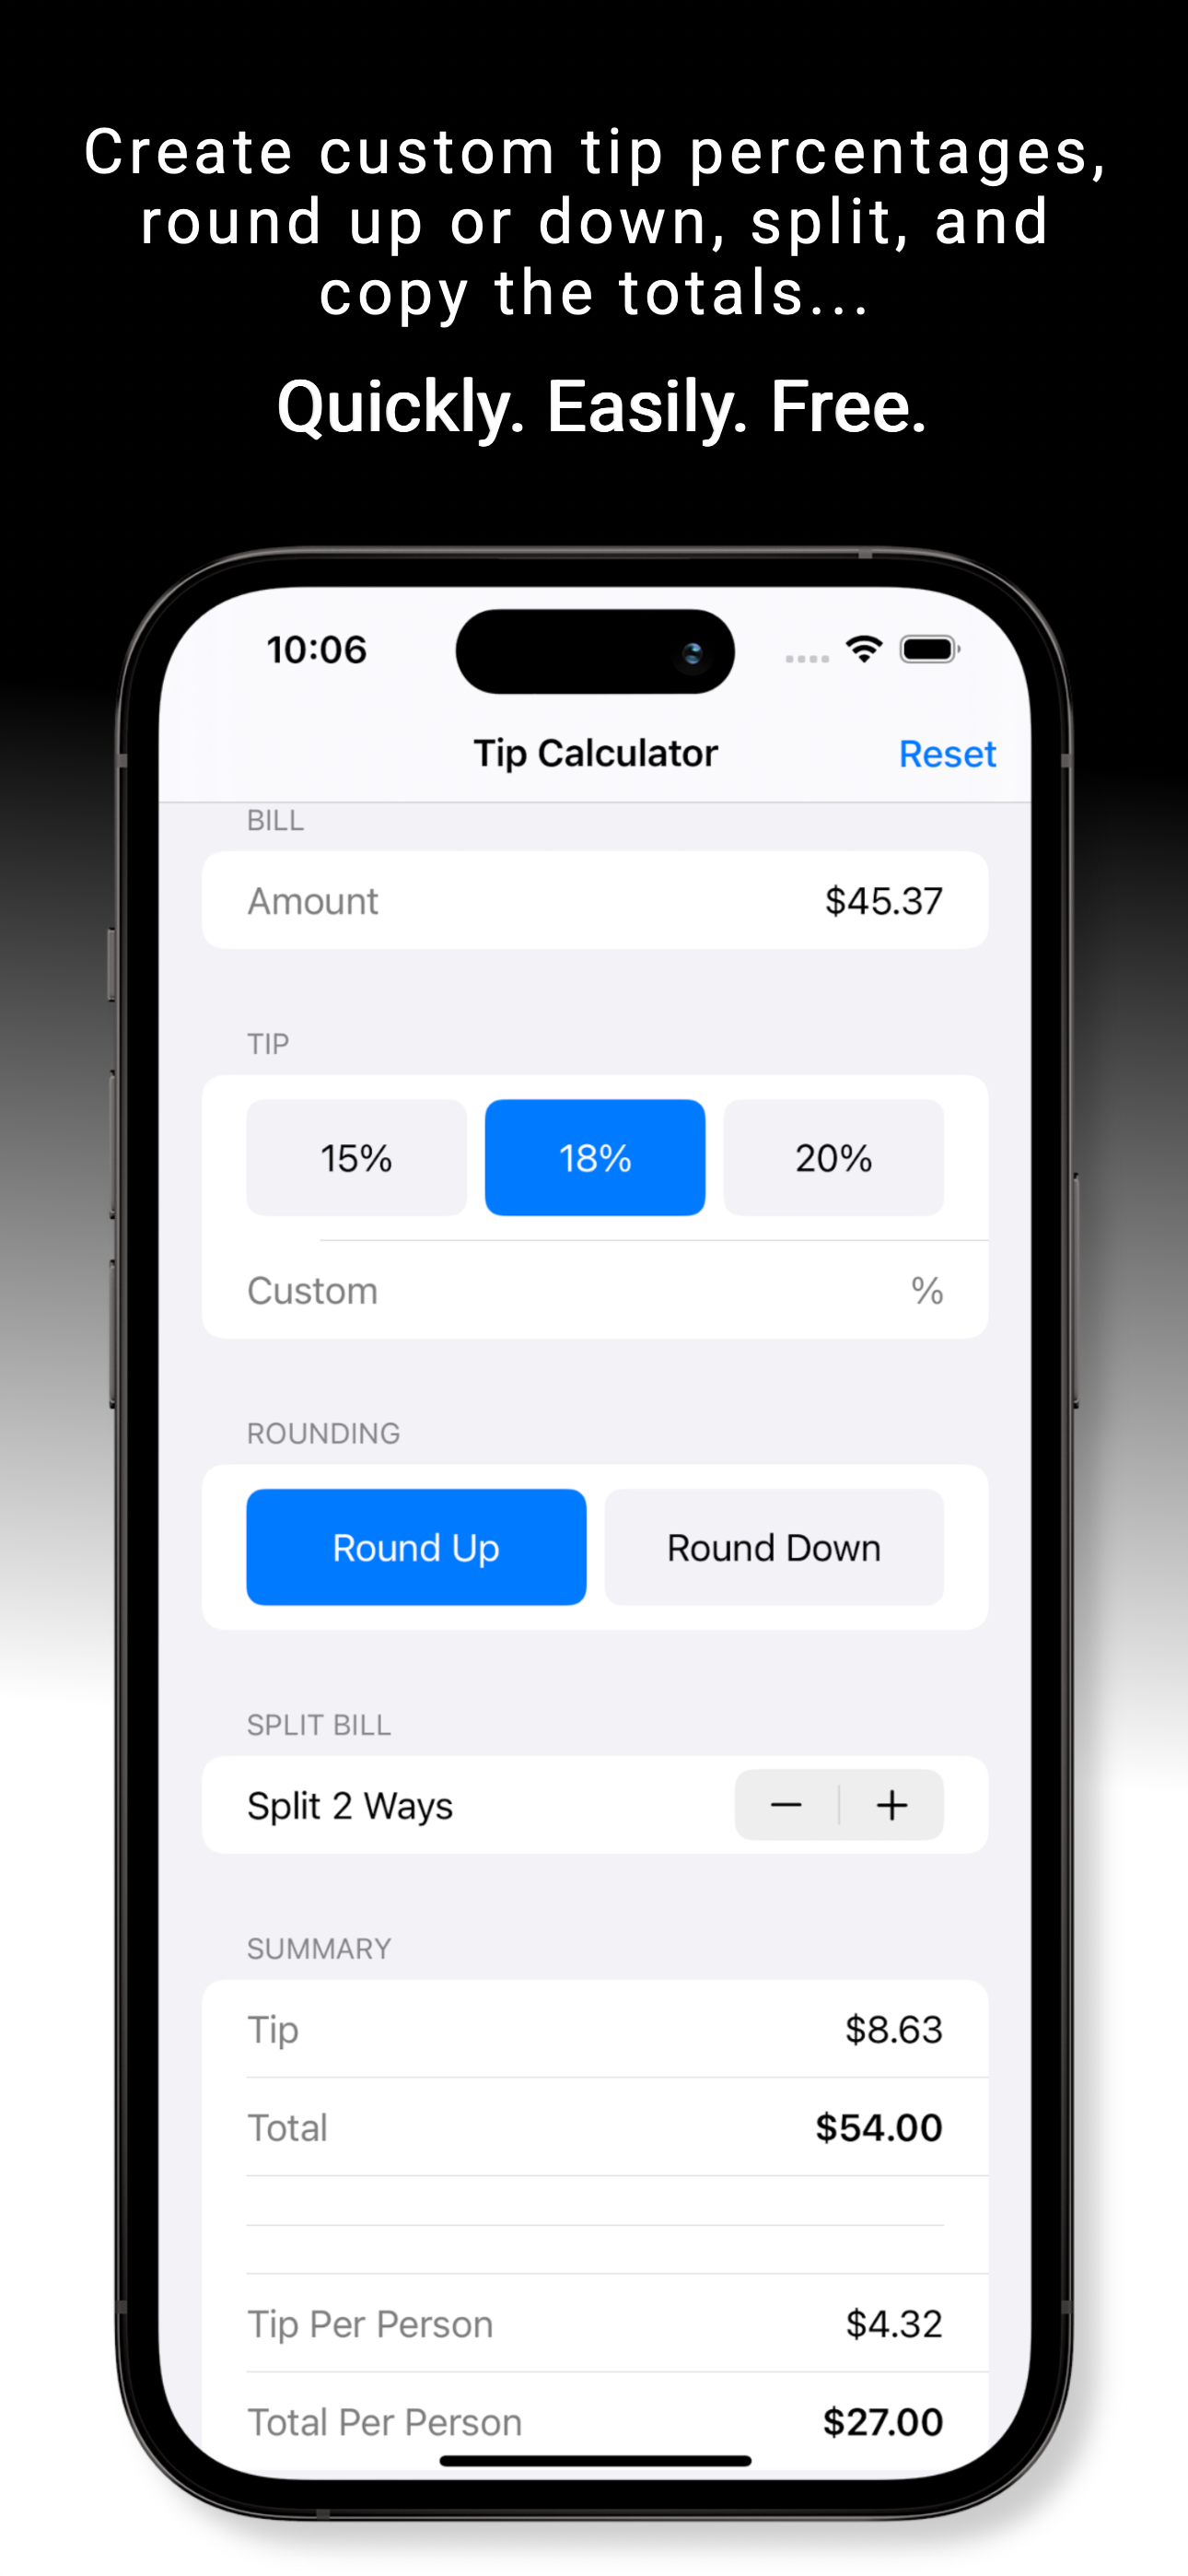 Create custom tip percentages,
round up or down, split, and
copy the totals...
Quickly. Easily. Free.
10:06
Tip Calculator
Reset
BILL
Amount $45.37
TIP
15% 18% 20%
Custom %
ROUNDING
Round Up Round Down
SPLIT BILL
Split 2 Ways − +
SUMMARY
Tip $8.63
Total $54.00
Tip Per Person $4.32
Total Per Person $27.00